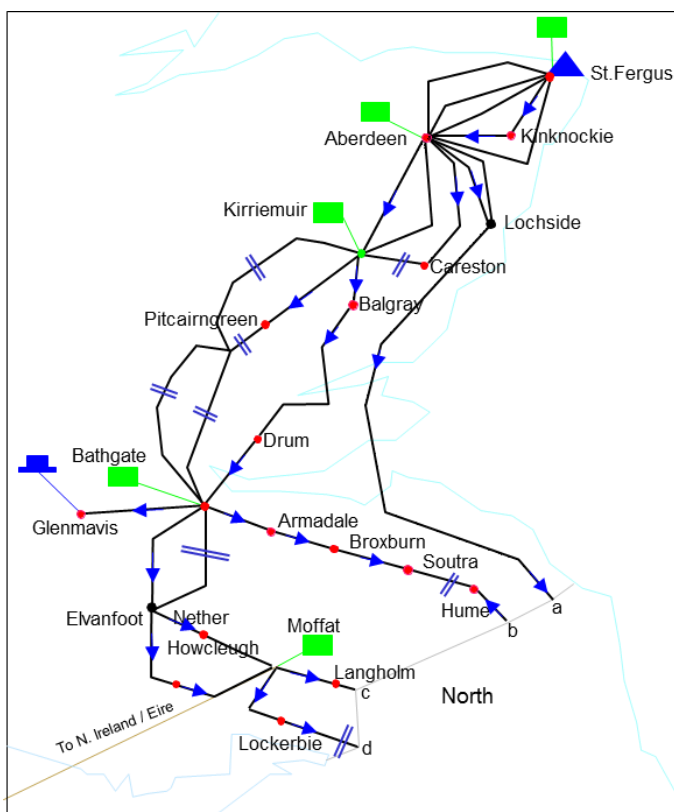 St.Fergus
Aberdeen
Kinknockie
Kirriemuir
Lochside
Careston
Balgray
Pitcairngreen
Drum
Bathgate
Glenmavis
Armadale
Broxburn
Soutra
Hume
a
b
Elvanfoot
Nether
Howcleugh
Moffat
Langholm
c
North
To N. Ireland / Eire
Lockerbie
d